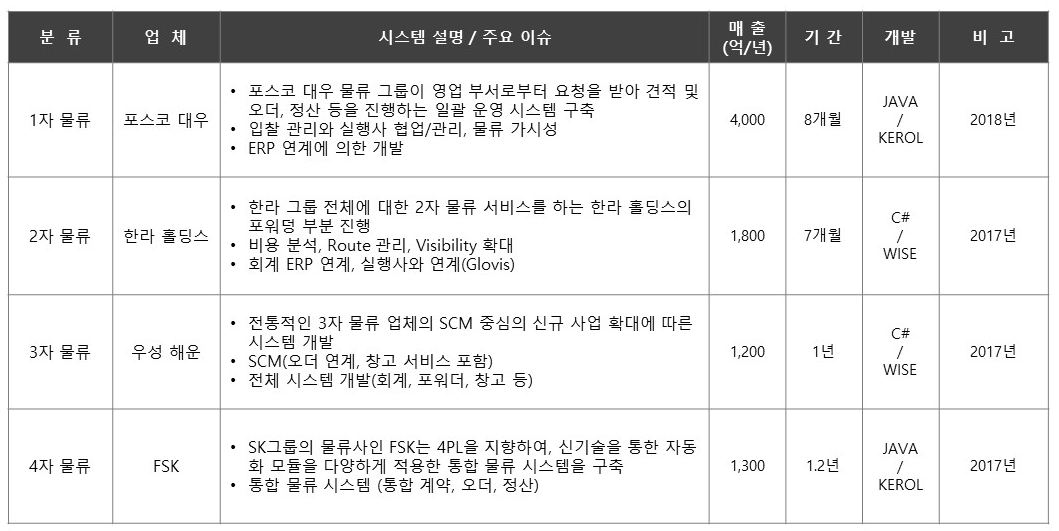 분 류 업 체 시스템 설명 / 주요 이슈 매 출 (억/년) 기 간 개발 비 고
1자 물류
포스코 대우
• 포스코 대우 물류 그룹이 영업 부서로부터 요청을 받아 견적 및
오더, 정산 등을 진행하는 일괄 운영 시스템 구축
• 입찰 관리와 실행사 협업/관리, 물류 가시성
• ERP 연계에 의한 개발
4,000
8개월
JAVA
/
KEROL
2018년
2자 물류
한라 홀딩스
• 한라 그룹 전체에 대한 2자 물류 서비스를 하는 한라 홀딩스의
포워덩 부분 진행
• 비용 분석, Route 관리, Visibility 확대
• 회계 ERP 연계, 실행사와 연계(Glovis)
1,800
7개월
C#
/
WISE
2017년
3자 물류
우성 해운
• 전통적인 3자 물류 업체의 SCM 중심의 신규 사업 확대에 따른
시스템 개발
• SCM(오더 연계, 창고 서비스 포함)
• 전체 시스템 개발(회계, 포워더, 창고 등)
1,200
1년
C#
/
WISE
2017년
4자 물류
FSK
• SK그룹의 물류사인 FSK는 4PL을 지향하여, 신기술을 통한 자동
화 모듈을 다양하게 적용한 통합 물류 시스템을 구축
• 통합 물류 시스템 (통합 계약, 오더, 정산)
1,300
1.2년
JAVA
/
KEROL
2017년